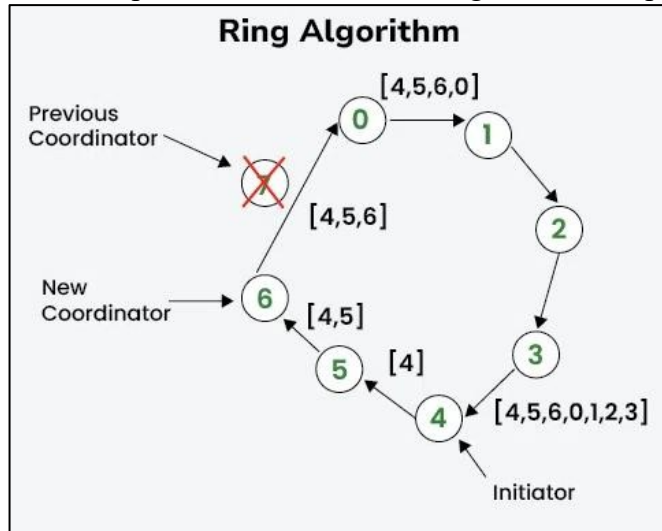 Ring Algorithm
[4,5,6,0]
Previous
Coordinator
0
1
7
[4,5,6]
2
New
Coordinator
6
[4,5]
5
[4]
3
4
[4,5,6,0,1,2,3]
Initiator